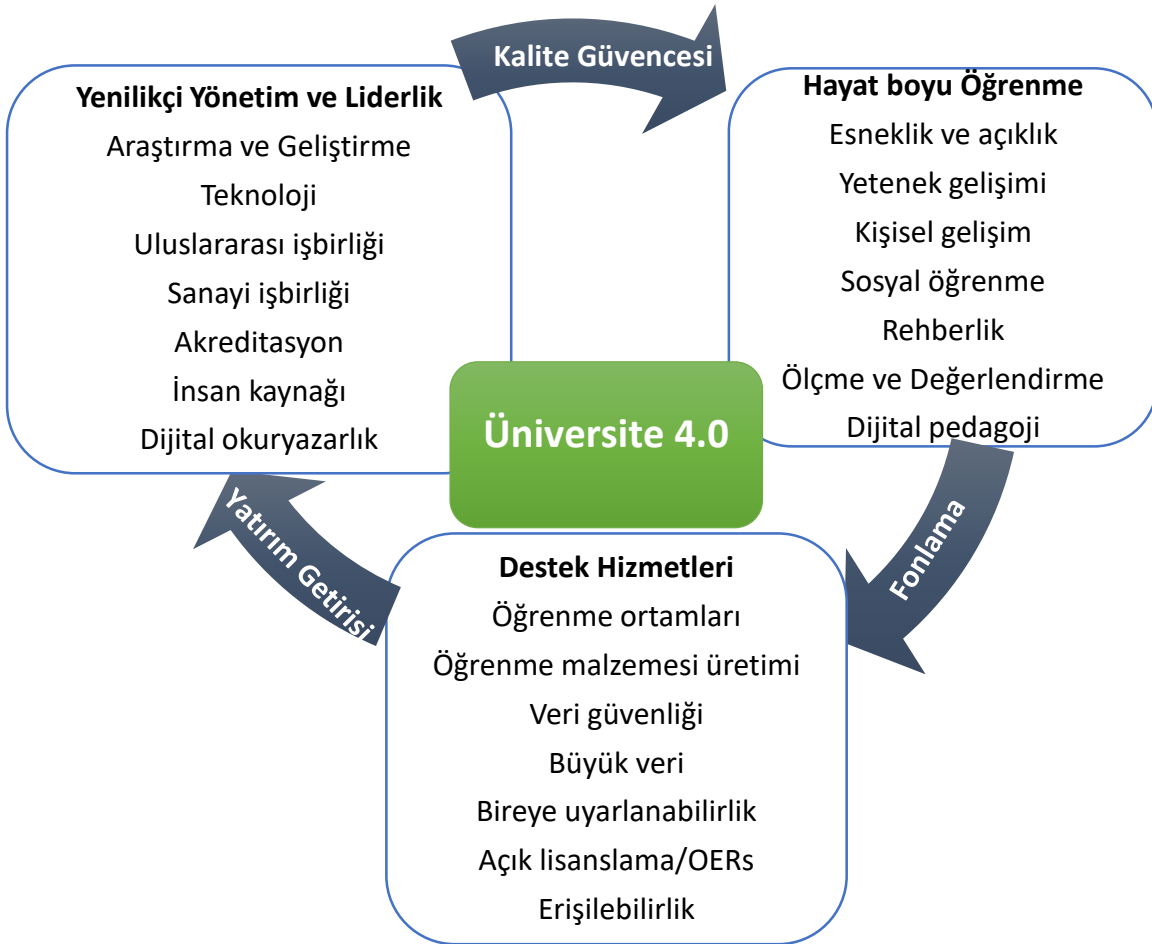 Kalite Güvencesi
Yenilikçi Yönetim ve Liderlik
Araştırma ve Geliştirme
Teknoloji
Uluslararası işbirliği
Sanayi işbirliği
Akreditasyon
İnsan kaynağı
Dijital okuryazarlık
Hayat boyu Öğrenme
Esneklik ve açıklık
Yetenek gelişimi
Kişisel gelişim
Sosyal öğrenme
Rehberlik
Ölçme ve Değerlendirme
Dijital pedagoji
Üniversite 4.0
Fonlama
Yatırım Getirisi
Destek Hizmetleri
Öğrenme ortamları
Öğrenme malzemesi üretimi
Veri güvenliği
Büyük veri
Bireye uyarlanabilirlik
Açık lisanslama/OERs
Erişilebilirlik